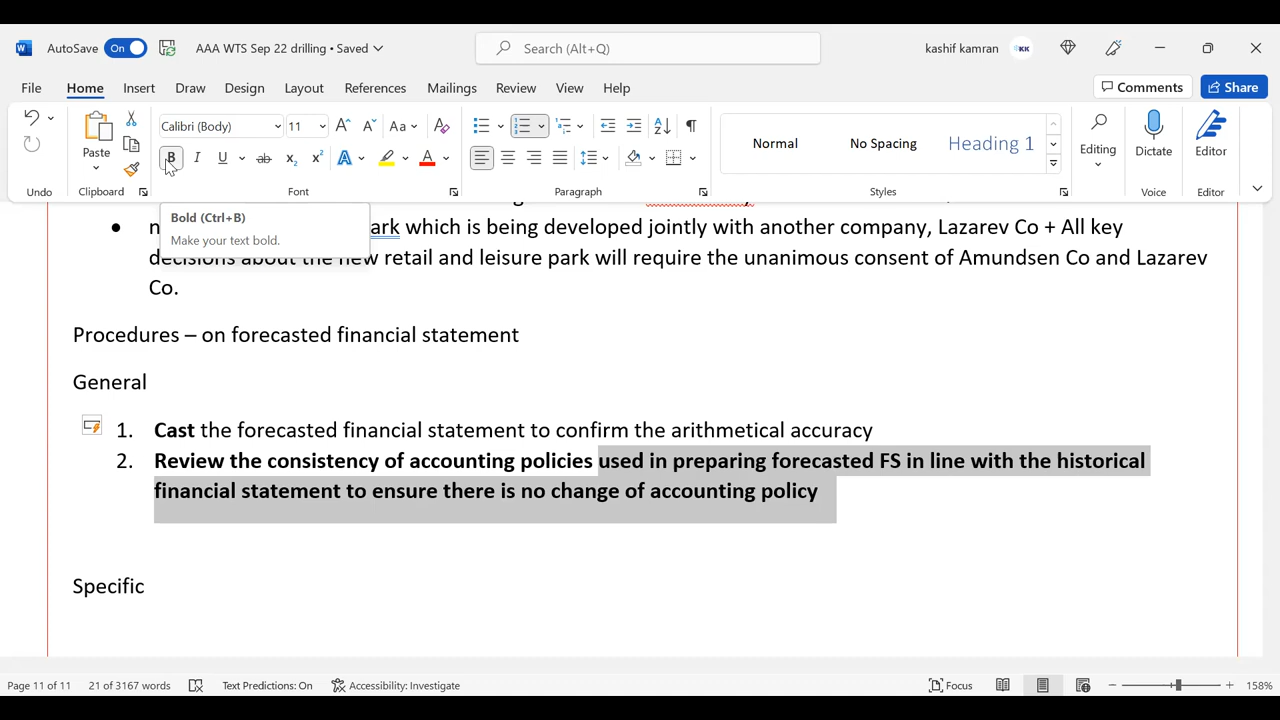 AutoSave On AAA WTS Sep 22 drilling • Saved Search (Alt+Q) kashif kamran KK
File Home Insert Draw Design Layout References Mailings Review View Help Comments Share
Calibri (Body) 11 Aa
Normal No Spacing Heading 1
Paste Editing Dictate Editor
B I U ab x₂ x² A A
Undo Clipboard Font Paragraph Styles Voice Editor
Bold (Ctrl+B)
Make your text bold.
ark which is being developed jointly with another company, Lazarev Co + All key
decisions about the new retail and leisure park will require the unanimous consent of Amundsen Co and Lazarev
Co.
Procedures – on forecasted financial statement
General
1. Cast the forecasted financial statement to confirm the arithmetical accuracy
2. Review the consistency of accounting policies used in preparing forecasted FS in line with the historical
financial statement to ensure there is no change of accounting policy
Specific
Page 11 of 11 21 of 3167 words Text Predictions: On Accessibility: Investigate Focus 158%